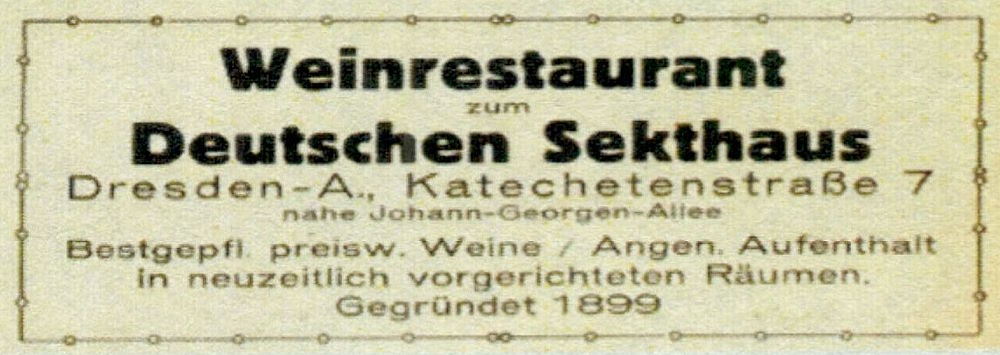 Weinrestaurant
zum
Deutschen Sekthaus
Dresden-A., Katechetenstraße 7
nahe Johann-Georgen-Allee
Bestgepfl. preisw. Weine / Angen. Aufenthalt
in neuzeitlich vorgerichteten Räumen.
Gegründet 1899